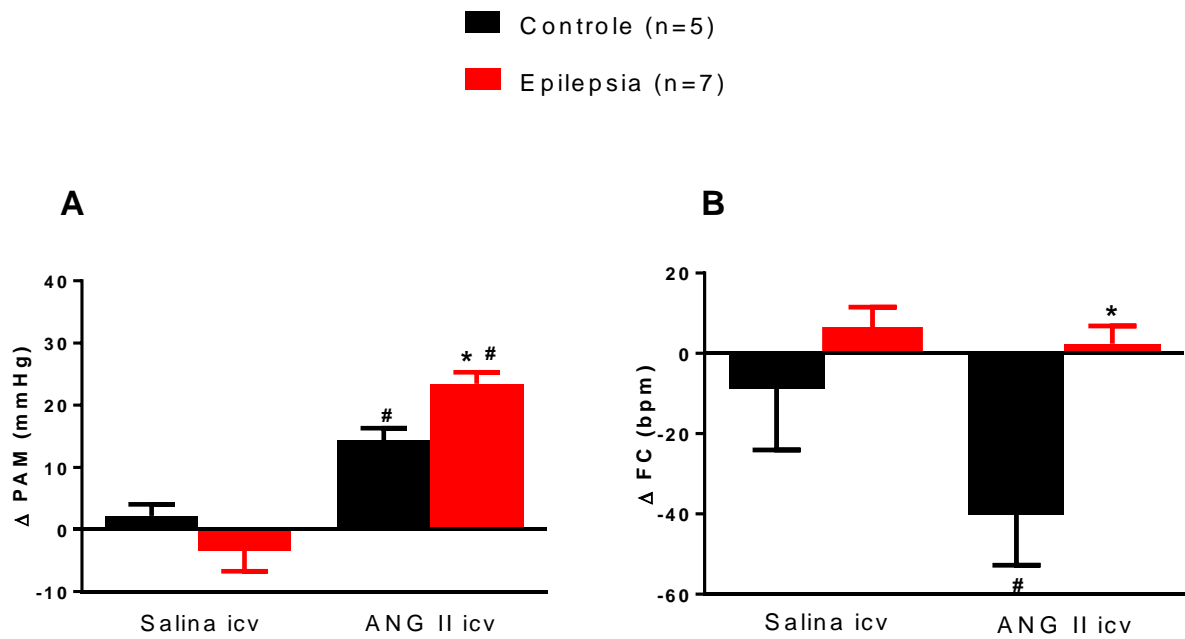 Controle (n=5)
Epilepsia (n=7)
A
Δ PAM (mmHg)
40
30
20
10
0
-10
* #
#
Salina icv ANG II icv
B
Δ FC (bpm)
20
0
-20
-40
-60
*
#
Salina icv ANG II icv